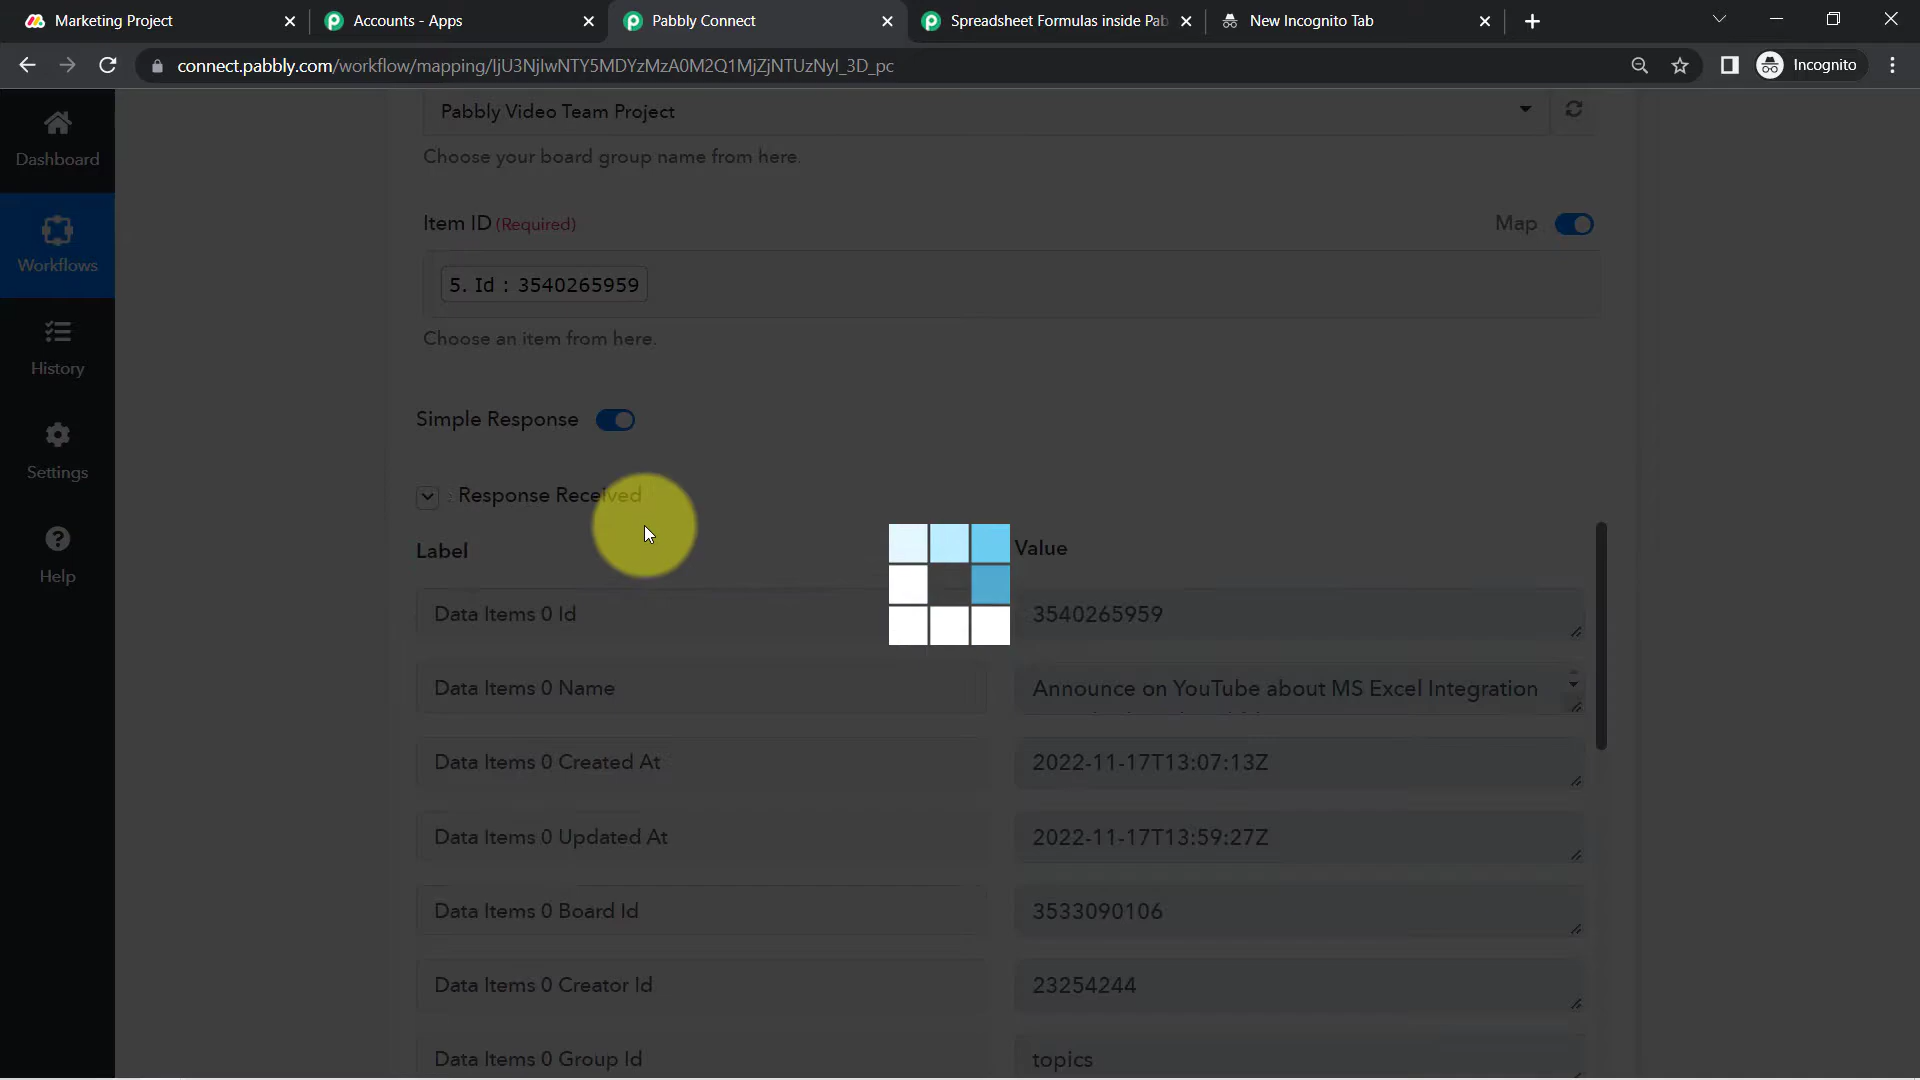 Marketing Project
Accounts - Apps
Pabbly Connect
Spreadsheet Formulas inside Pab
New Incognito Tab
connect.pabbly.com/workflow/mapping/IjU3NjIwNTY5MDYzMzA0M2Q1MjZjNTUzNyI_3D_pc
Incognito
Dashboard
Workflows
History
Settings
Help
Pabbly Video Team Project
Choose your board group name from here.
Item ID (Required)
Map
5. Id : 3540265959
Choose an item from here.
Simple Response
Response Received
Label
Value
Data Items 0 Id
3540265959
Data Items 0 Name
Announce on YouTube about MS Excel Integration
Data Items 0 Created At
2022-11-17T13:07:13Z
Data Items 0 Updated At
2022-11-17T13:59:27Z
Data Items 0 Board Id
3533090106
Data Items 0 Creator Id
23254244
Data Items 0 Group Id
topics